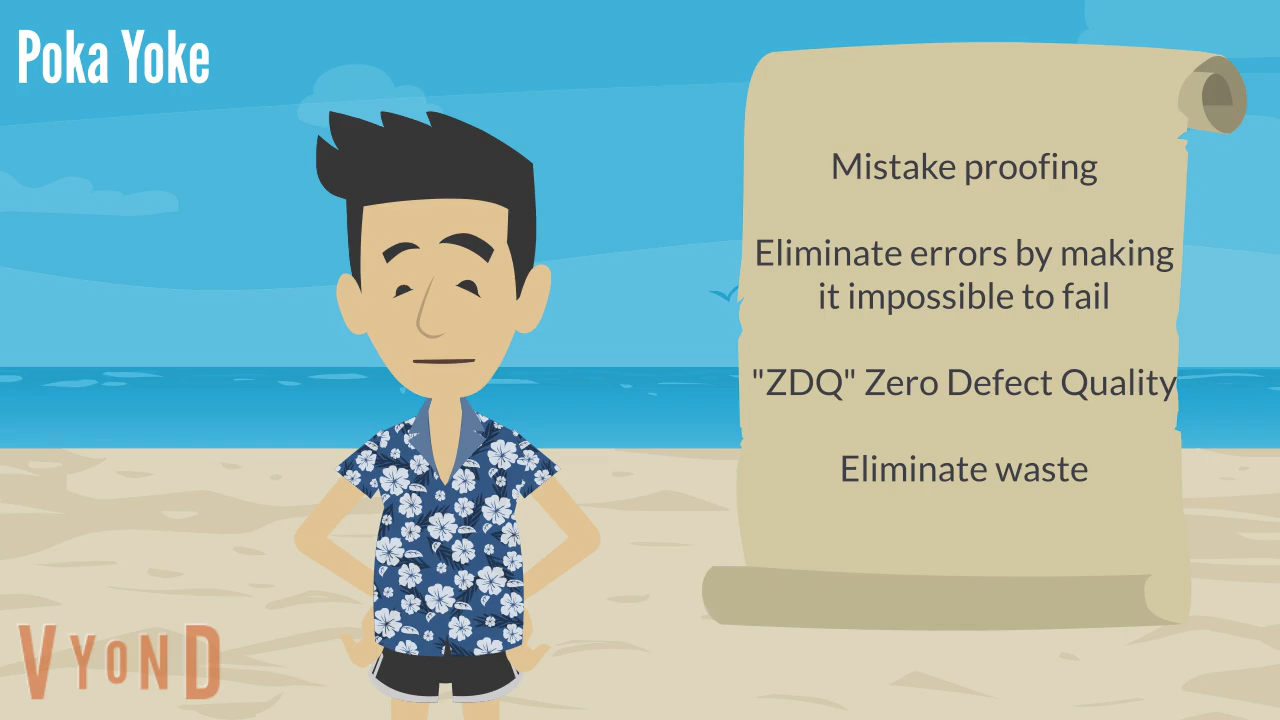 Poka Yoke
Mistake proofing
Eliminate errors by making
it impossible to fail
"ZDQ" Zero Defect Quality
Eliminate waste
VYOND